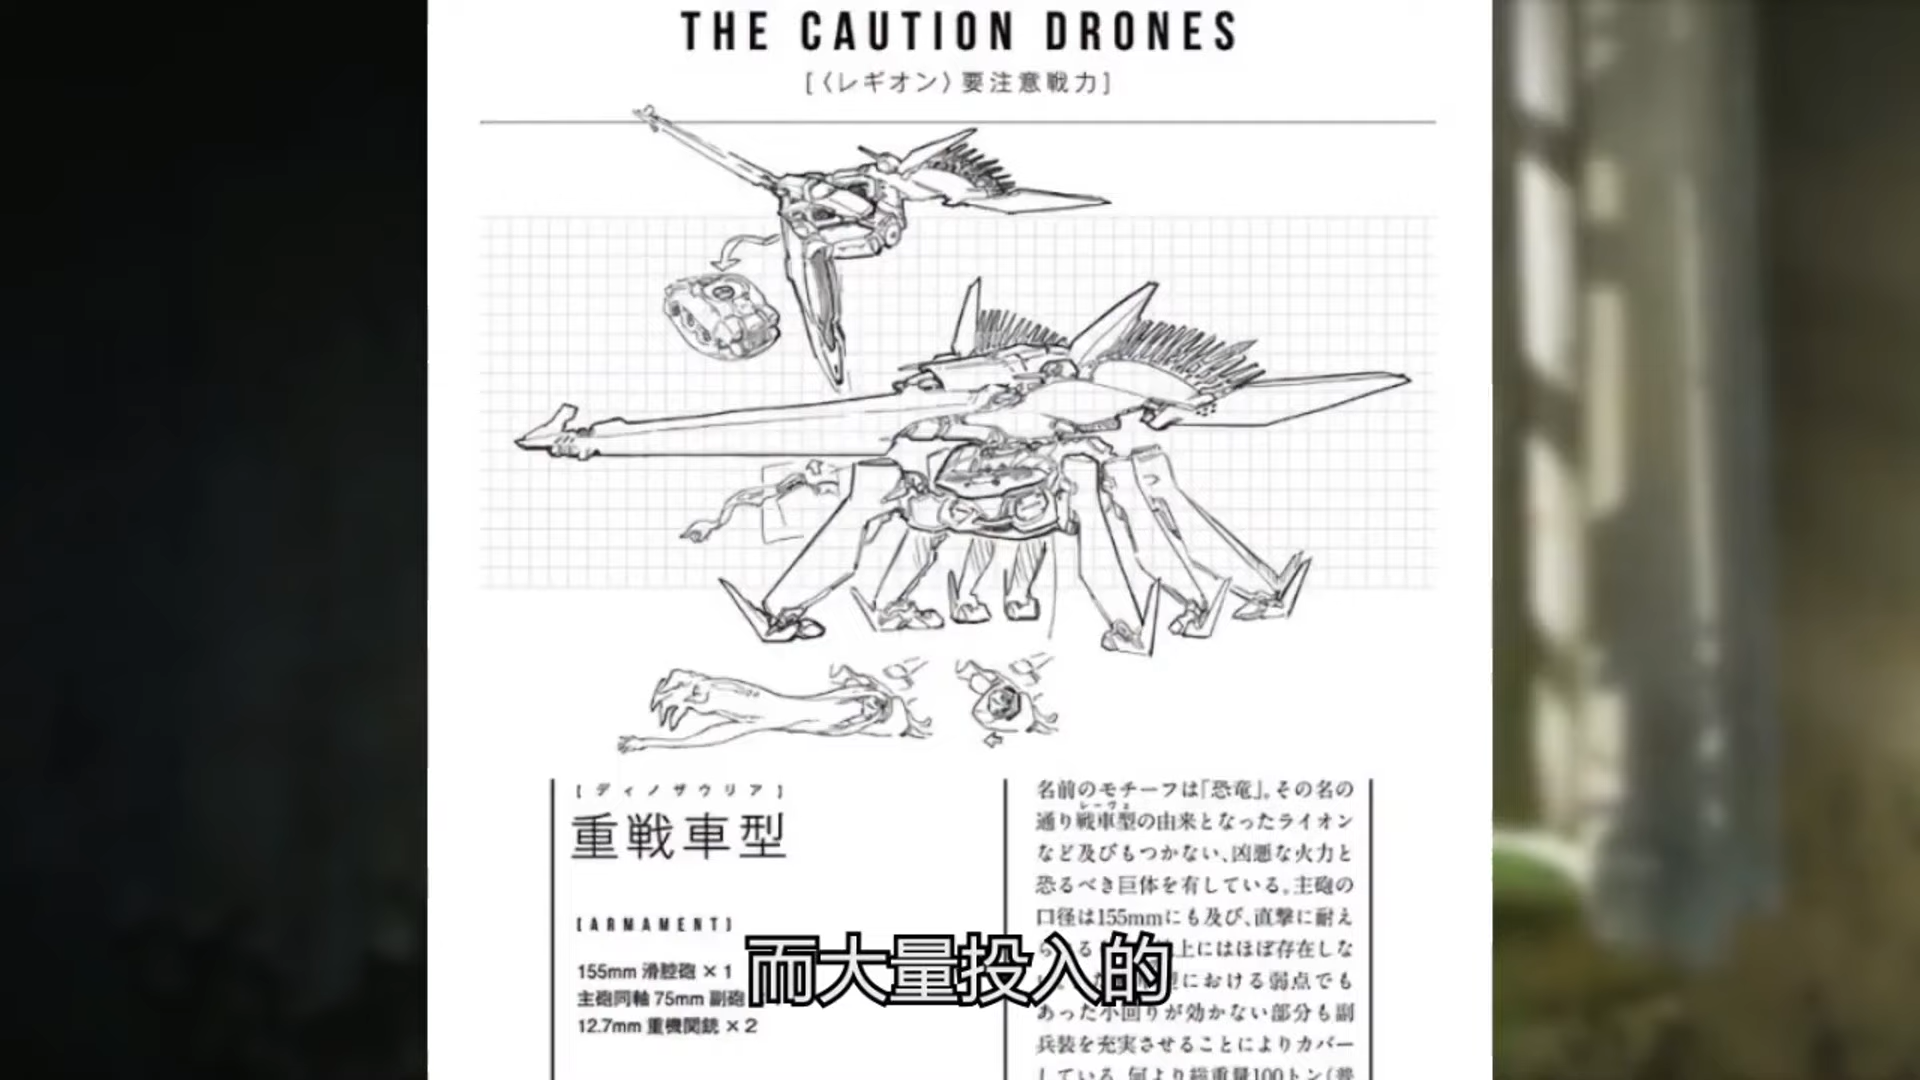 THE CAUTION DRONES
[〈レギオン〉要注意戦力]
[ディノザウリア]
重戦車型
[ARMAMENT]
155mm 滑腔砲 × 1
主砲同軸 75mm 副砲
12.7mm 重機関銃 × 2
名前のモチーフは「恐竜」。その名の
レーヴェ
通り戦車型の由来となったライオン
など及びもつかない、凶悪な火力と
恐るべき巨体を有している。主砲の
口径は155mmにも及び、直撃に耐え
上にはほぼ存在しな
における弱点でも
あった小回りが効かない部分も副
兵装を充実させることによりカバー
している。何より総重量100トン(普
而大量投入的